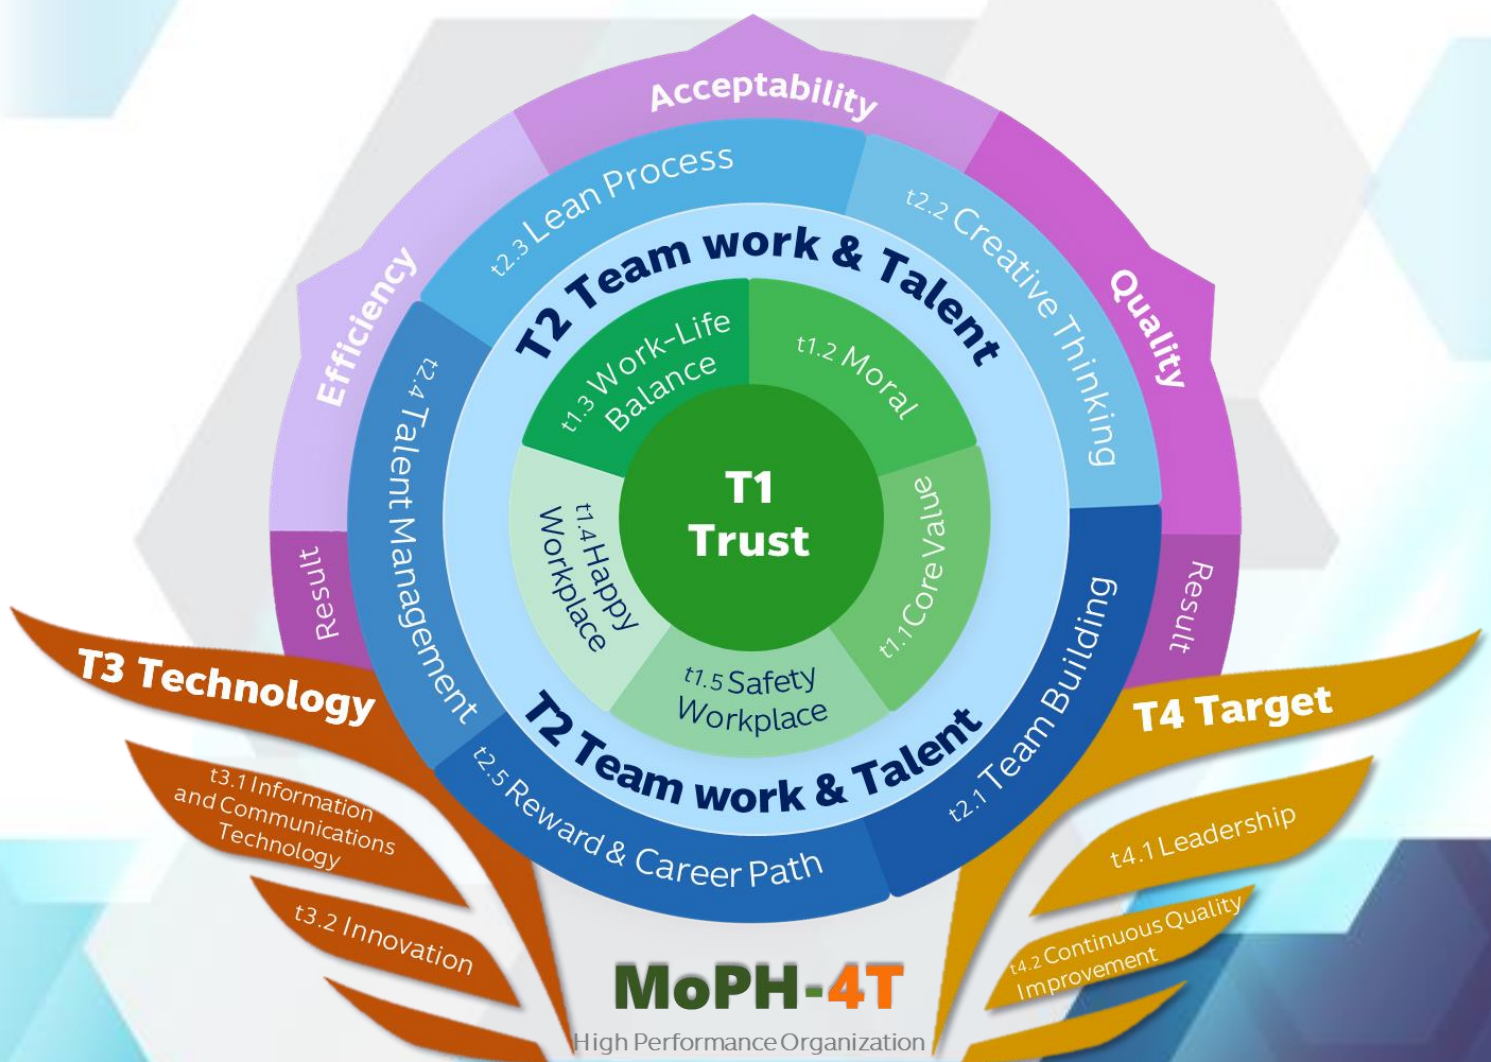 Acceptability
Efficiency
Quality
Result
Result
t2.3 Lean Process
t2.2 Creative Thinking
t2.4 Talent Management
t2.1 Team Building
t2.5 Reward & Career Path
T2 Team work & Talent
t1.3 Work-Life
Balance
t1.2 Moral
T1
Trust
t1.4 Happy
Workplace
t1.1 Core Value
t1.5 Safety
Workplace
T2 Team work & Talent
T3 Technology
t3.1 Information
and Communications
Technology
t3.2 Innovation
T4 Target
t4.1 Leadership
t4.2 Continuous Quality
Improvement
MoPH-4T
High Performance Organization